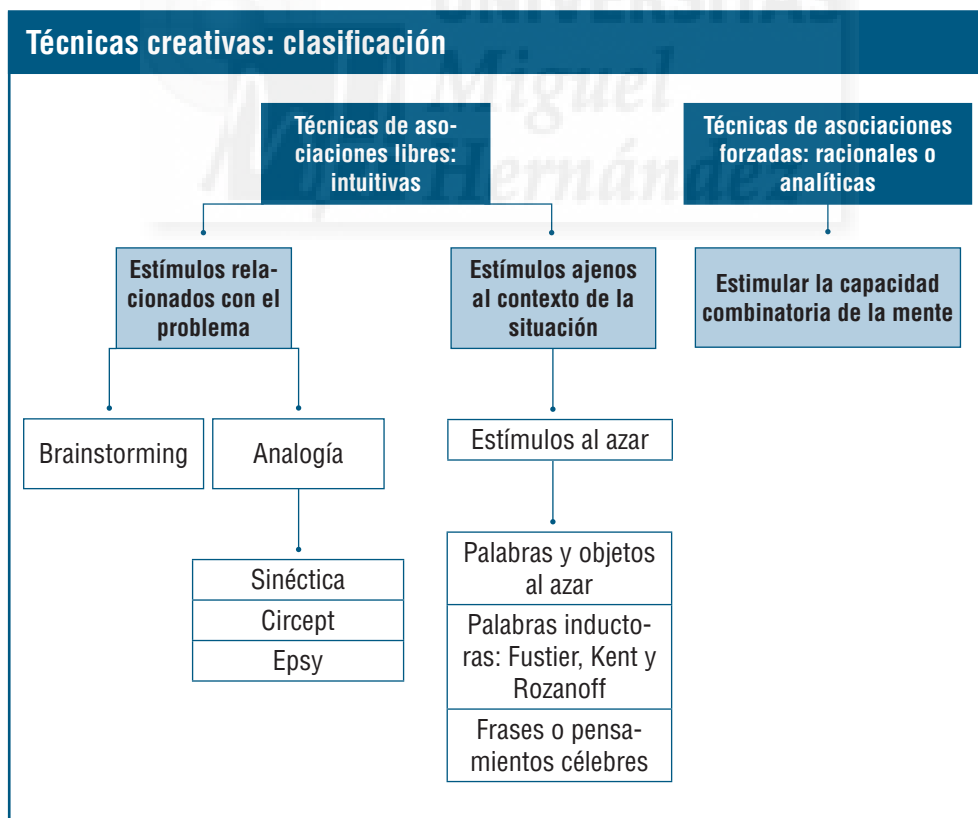 UNIVERSITAS
Miguel
Hernández
Técnicas creativas: clasificación
Técnicas de aso-
ciaciones libres:
intuitivas
Técnicas de asociaciones
forzadas: racionales o
analíticas
Estímulos rela-
cionados con el
problema
Estímulos ajenos
al contexto de la
situación
Estimular la capacidad
combinatoria de la mente
Brainstorming
Analogía
Estímulos al azar
Sinéctica
Circept
Epsy
Palabras y objetos
al azar
Palabras inducto-
ras: Fustier, Kent y
Rozanoff
Frases o pensa-
mientos célebres